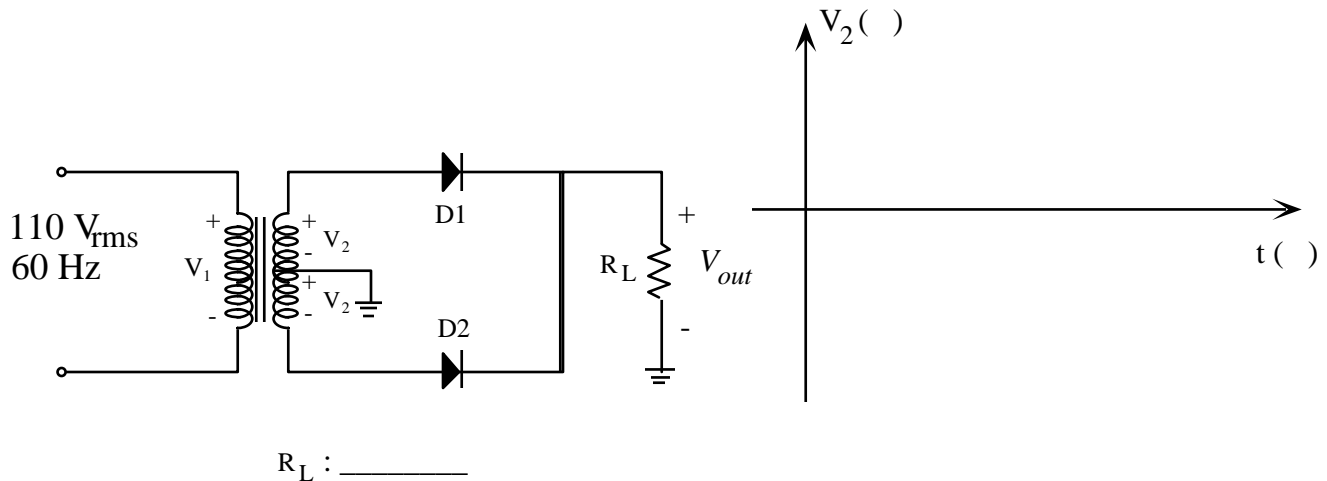 V2 ( )
D1
+
+
+
110 Vrms
60 Hz
V1
V2
-
+
V2
-
-
RL
Vout
t ( )
D2
-
RL : ________